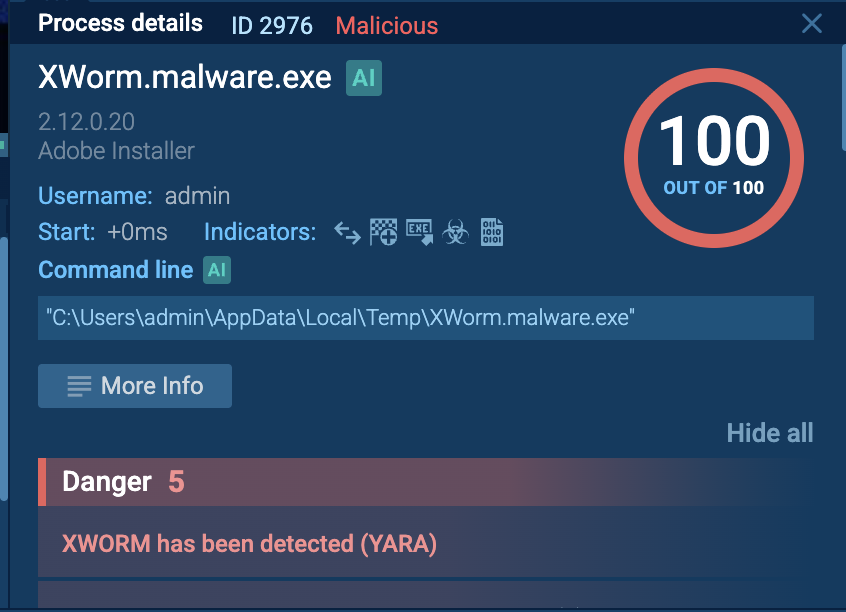 Process details ID 2976 Malicious
XWorm.malware.exe AI
2.12.0.20
Adobe Installer
100
OUT OF 100
Username: admin
Start: +0ms Indicators: EXE
Command line AI
"C:\Users\admin\AppData\Local\Temp\XWorm.malware.exe"
More Info
Hide all
Danger 5
XWORM has been detected (YARA)